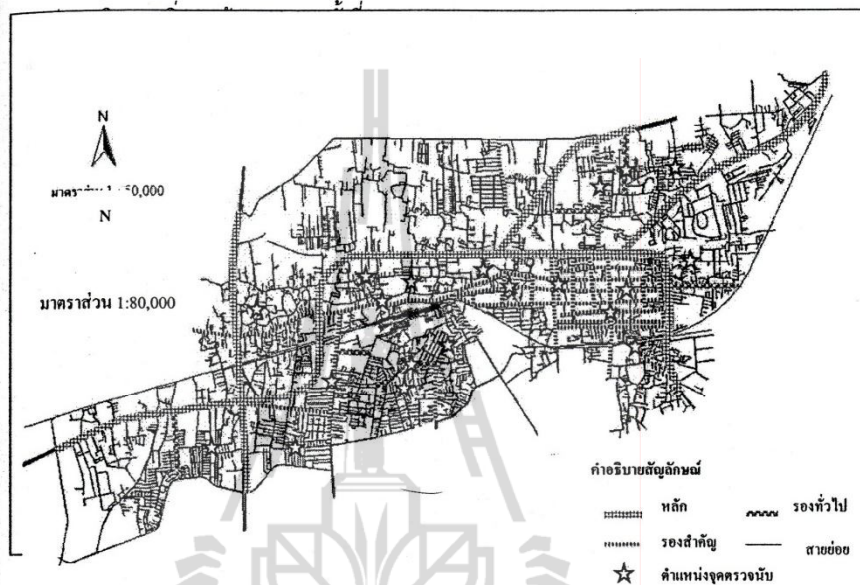 N
N
มาตราส่วน 1:80,000
คำอธิบายสัญลักษณ์
หลัก
รองทั่วไป
รองสำคัญ
สายย่อย
ตำแหน่งจุดตรวจนับ